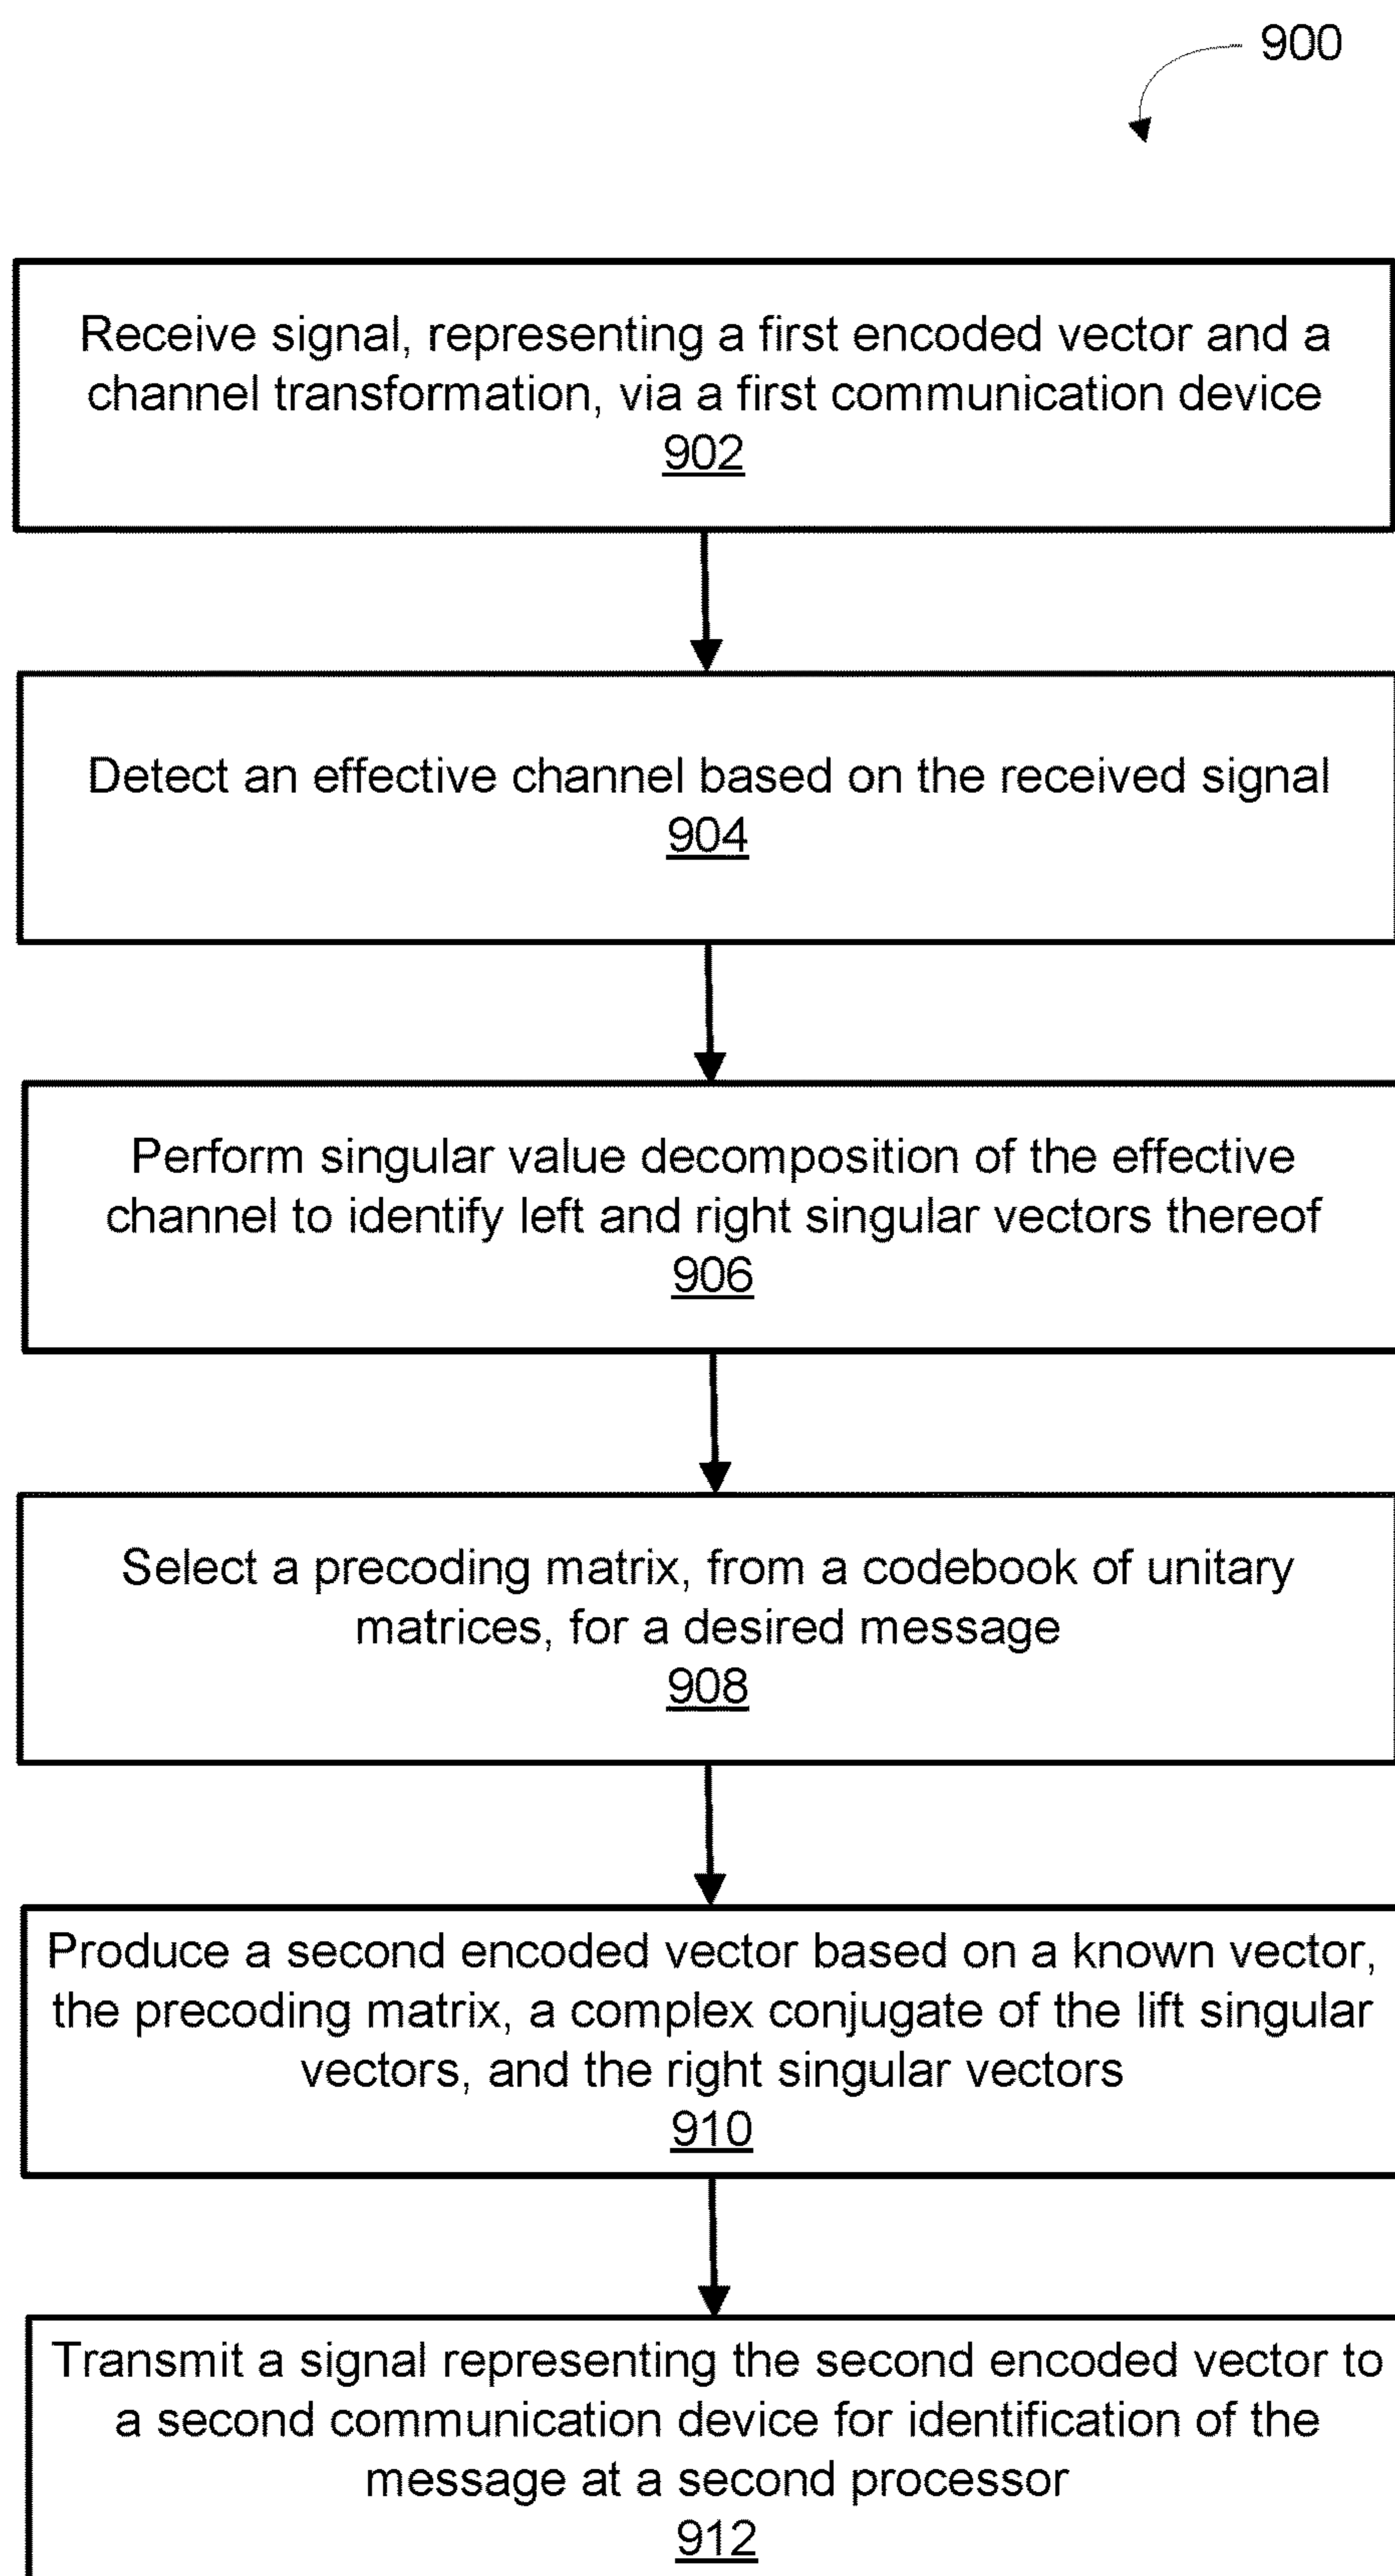 900
Receive signal, representing a first encoded vector and a
channel transformation, via a first communication device
902
Detect an effective channel based on the received signal
904
Perform singular value decomposition of the effective
channel to identify left and right singular vectors thereof
906
Select a precoding matrix, from a codebook of unitary
matrices, for a desired message
908
Produce a second encoded vector based on a known vector,
the precoding matrix, a complex conjugate of the lift singular
vectors, and the right singular vectors
910
Transmit a signal representing the second encoded vector to
a second communication device for identification of the
message at a second processor
912